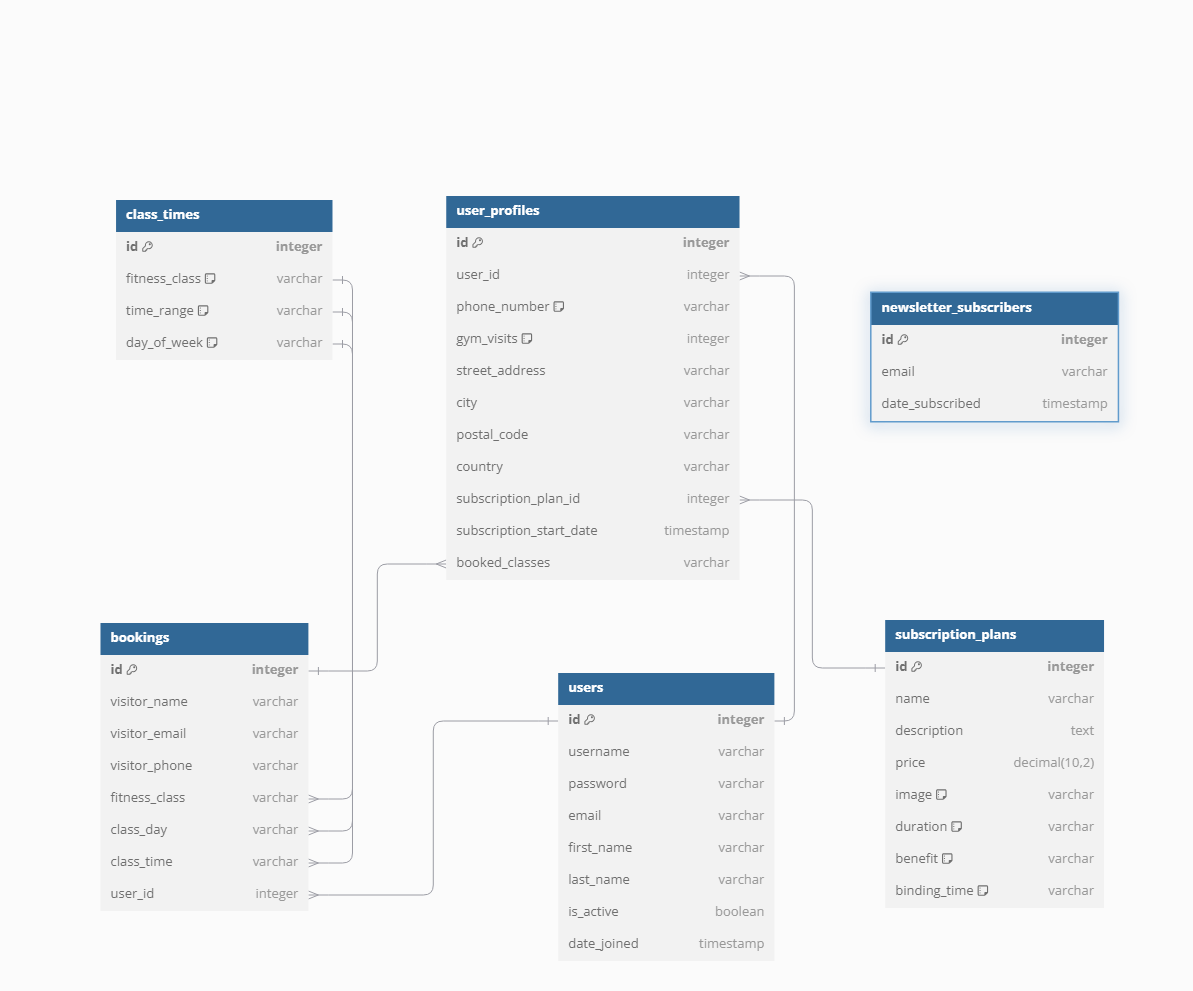 class_times
id integer
fitness_class varchar
time_range varchar
day_of_week varchar
user_profiles
id integer
user_id integer
phone_number varchar
gym_visits integer
street_address varchar
city varchar
postal_code varchar
country varchar
subscription_plan_id integer
subscription_start_date timestamp
booked_classes varchar
newsletter_subscribers
id integer
email varchar
date_subscribed timestamp
bookings
id integer
visitor_name varchar
visitor_email varchar
visitor_phone varchar
fitness_class varchar
class_day varchar
class_time varchar
user_id integer
users
id integer
username varchar
password varchar
email varchar
first_name varchar
last_name varchar
is_active boolean
date_joined timestamp
subscription_plans
id integer
name varchar
description text
price decimal(10,2)
image varchar
duration varchar
benefit varchar
binding_time varchar